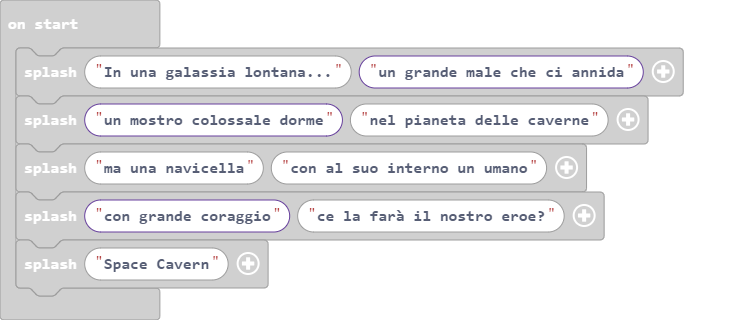 on start
splash "In una galassia lontana..." "un grande male che ci annida"
splash "un mostro colossale dorme" "nel pianeta delle caverne"
splash "ma una navicella" "con al suo interno un umano"
splash "con grande coraggio" "ce la farà il nostro eroe?"
splash "Space Cavern"